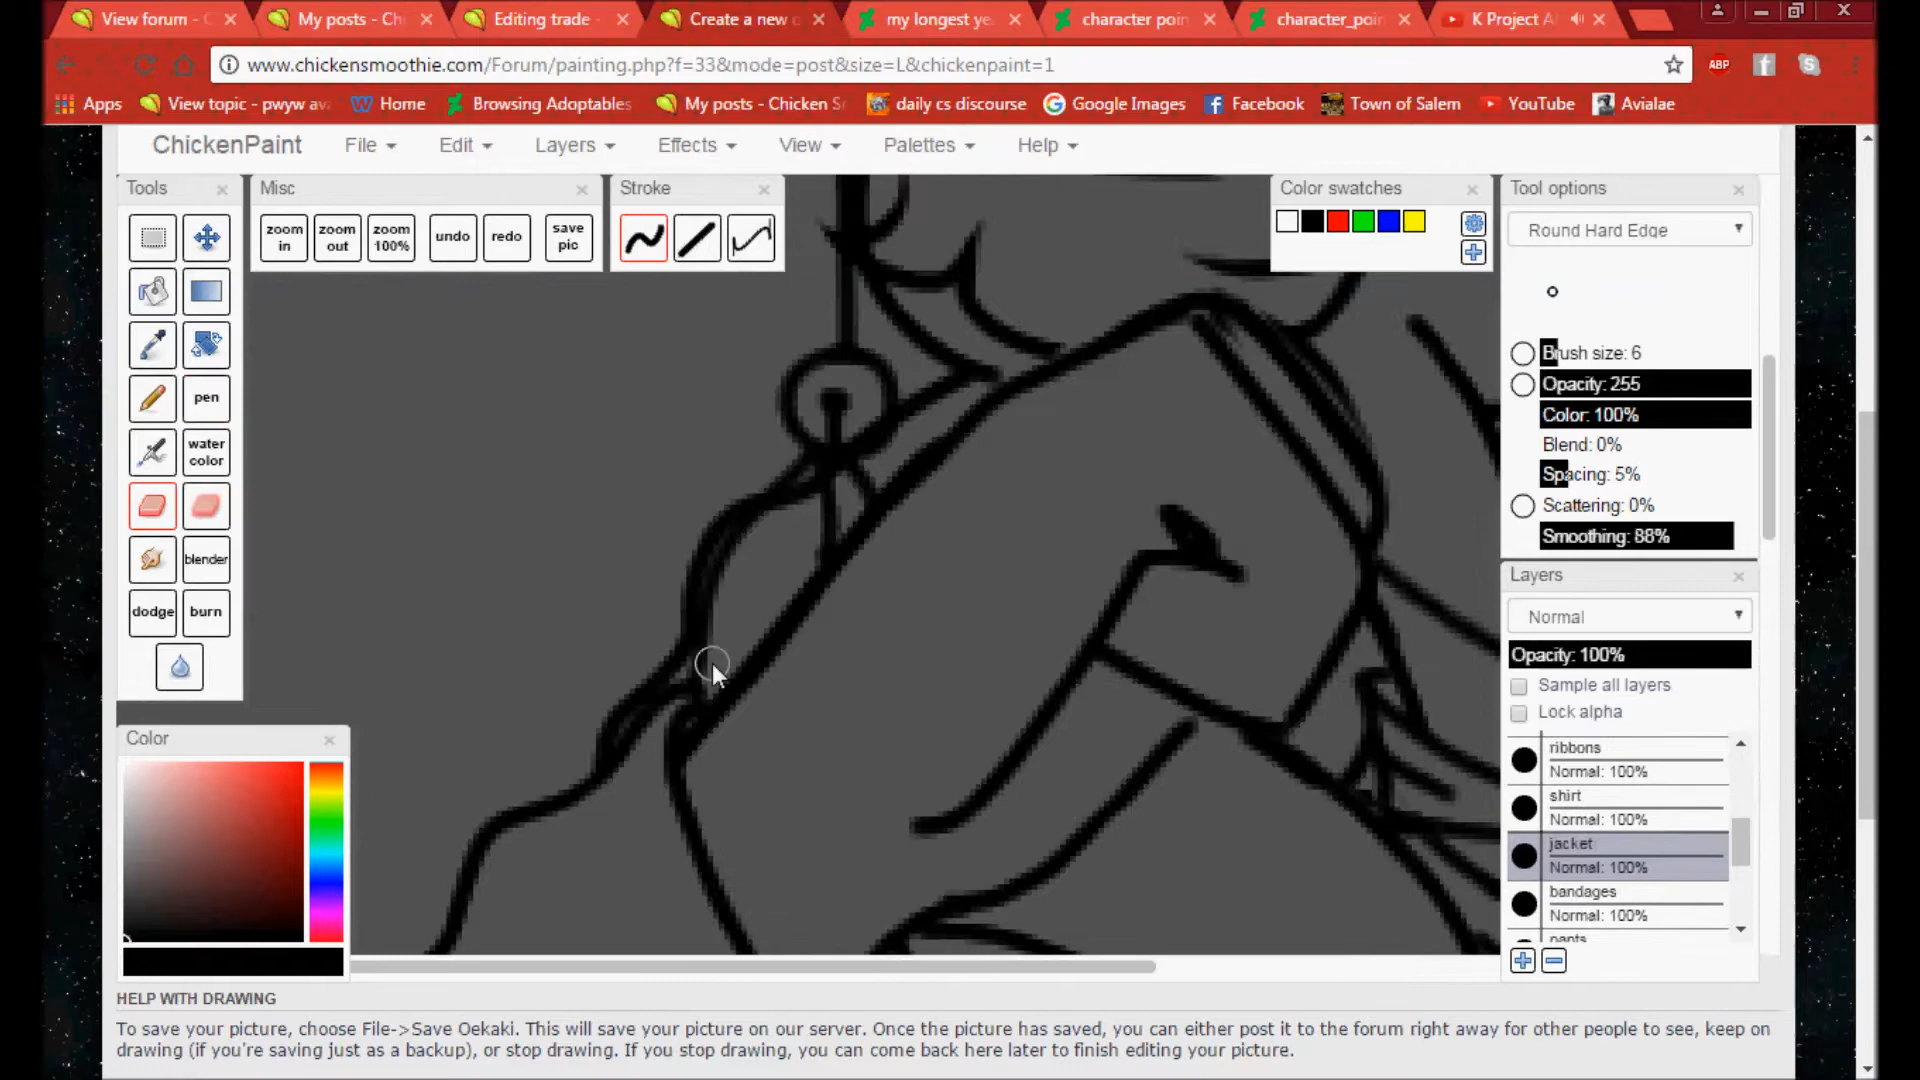 View forum - C
My posts - Chi
Editing trade -
Create a new o
my longest ye
character poin
character_poin
K Project A
www.chickensmoothie.com/Forum/painting.php?f=33&mode=post&size=L&chickenpaint=1
ABP
Apps
View topic - pwyw ava
Home
Browsing Adoptables
My posts - Chicken S
daily cs discourse
Google Images
Facebook
Town of Salem
YouTube
Avialae
ChickenPaint
File
Edit
Layers
Effects
View
Palettes
Help
Tools
Misc
Stroke
Color swatches
Tool options
zoom in
zoom out
zoom 100%
undo
redo
save pic
Round Hard Edge
Brush size: 6
Opacity: 255
Color: 100%
Blend: 0%
Spacing: 5%
Scattering: 0%
Smoothing: 88%
pen
water color
blender
dodge
burn
Layers
Normal
Opacity: 100%
Sample all layers
Lock alpha
ribbons
Normal: 100%
shirt
Normal: 100%
jacket
Normal: 100%
bandages
Normal: 100%
pants
Color
HELP WITH DRAWING
To save your picture, choose File->Save Oekaki. This will save your picture on our server. Once the picture has saved, you can either post it to the forum right away for other people to see, keep on
drawing (if you're saving just as a backup), or stop drawing. If you stop drawing, you can come back here later to finish editing your picture.